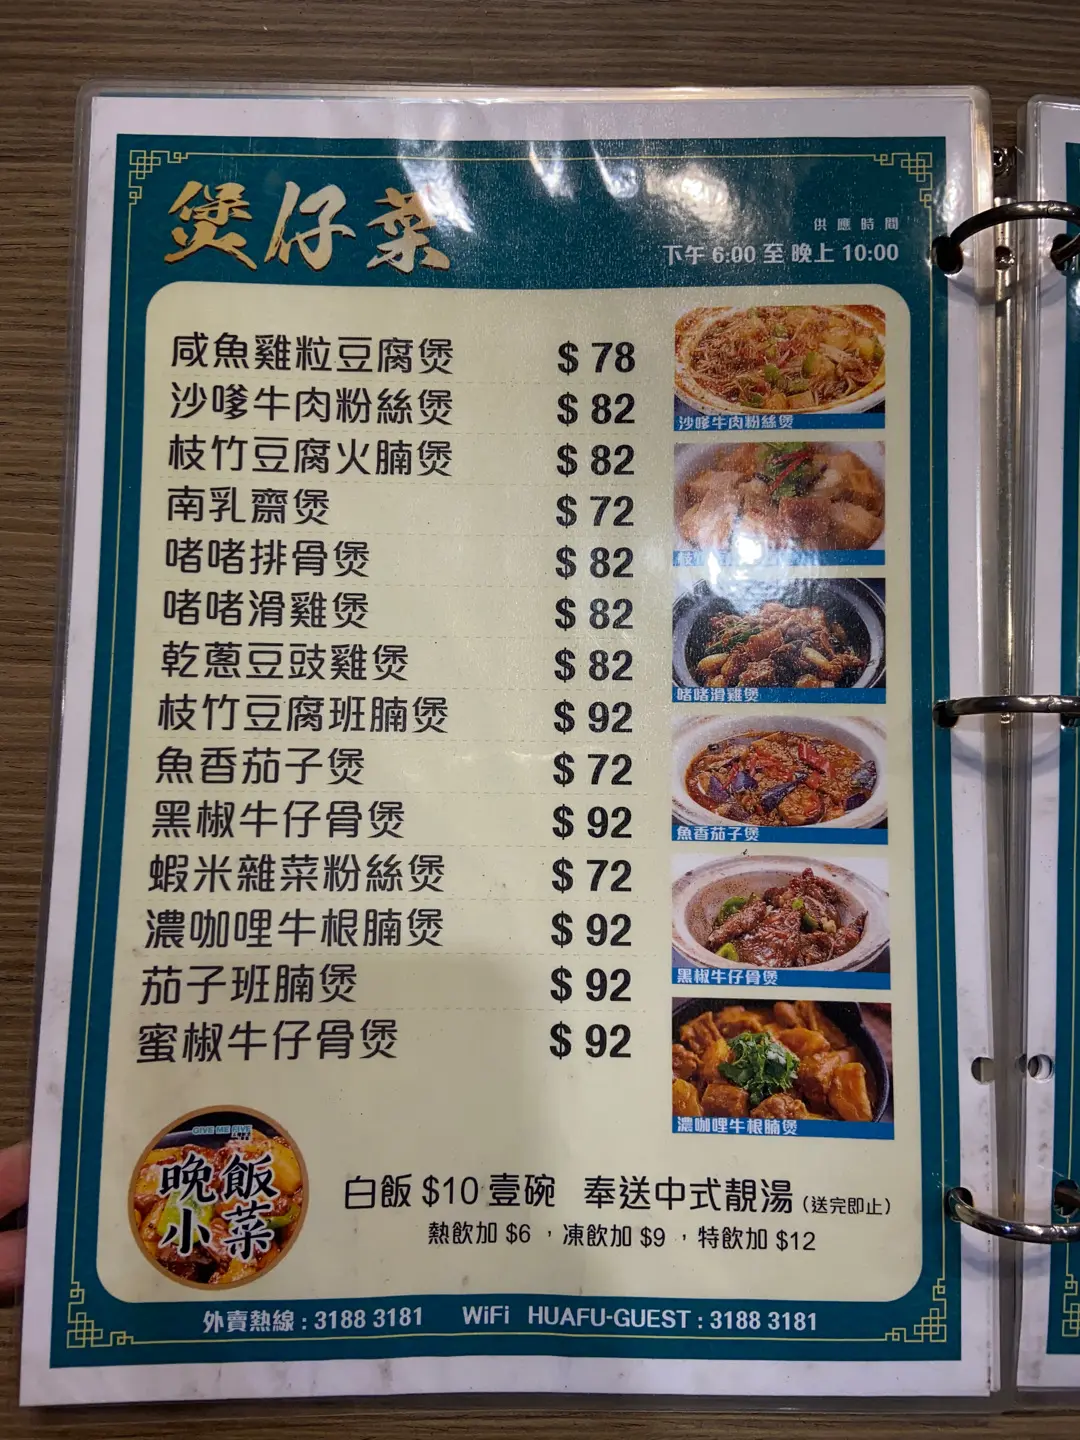 煲仔菜
供應時間
下午 6:00 至 晚上 10:00
咸魚雞粒豆腐煲 $ 78
沙嗲牛肉粉絲煲 $ 82
枝竹豆腐火腩煲 $ 82
南乳齋煲 $ 72
啫啫排骨煲 $ 82
啫啫滑雞煲 $ 82
乾蔥豆豉雞煲 $ 82
枝竹豆腐班腩煲 $ 92
魚香茄子煲 $ 72
黑椒牛仔骨煲 $ 92
蝦米雜菜粉絲煲 $ 72
濃咖哩牛根腩煲 $ 92
茄子班腩煲 $ 92
蜜椒牛仔骨煲 $ 92
沙嗲牛肉粉絲煲
枝竹
啫啫滑雞煲
魚香茄子煲
黑椒牛仔骨煲
濃咖哩牛根腩煲
GIVE ME FIVE
晚飯
小菜
白飯 $10 壹碗 奉送中式靚湯 (送完即止)
熱飲加 $6 ，凍飲加 $9 ，特飲加 $12
外賣熱線 : 3188 3181 WiFi HUAFU-GUEST : 3188 3181